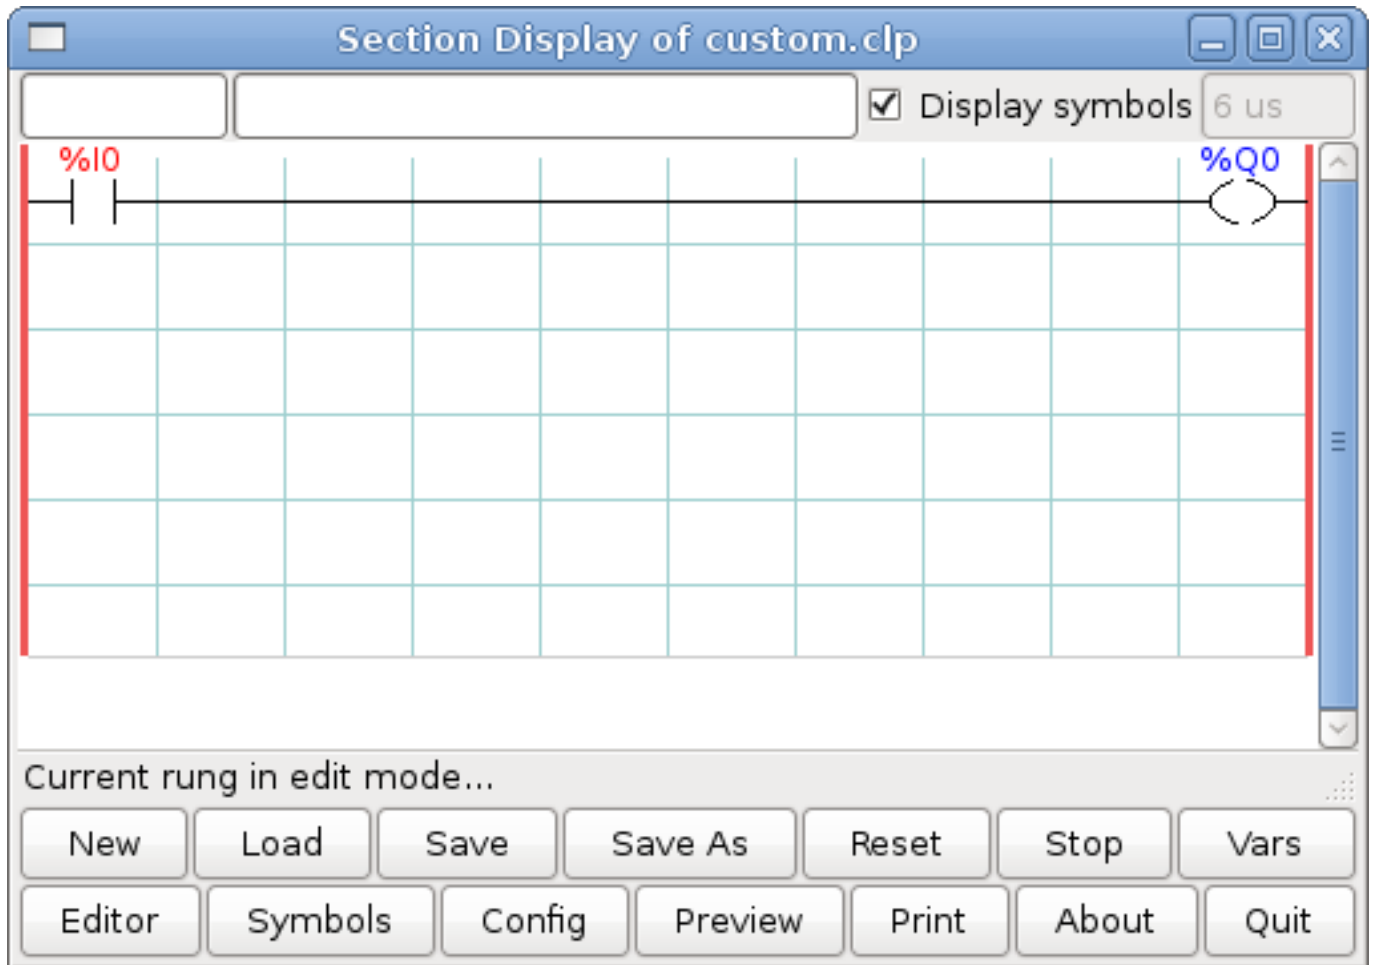 Section Display of custom.clp
Display symbols 6 us
%I0 %Q0
Current rung in edit mode...
New Load Save Save As Reset Stop Vars
Editor Symbols Config Preview Print About Quit